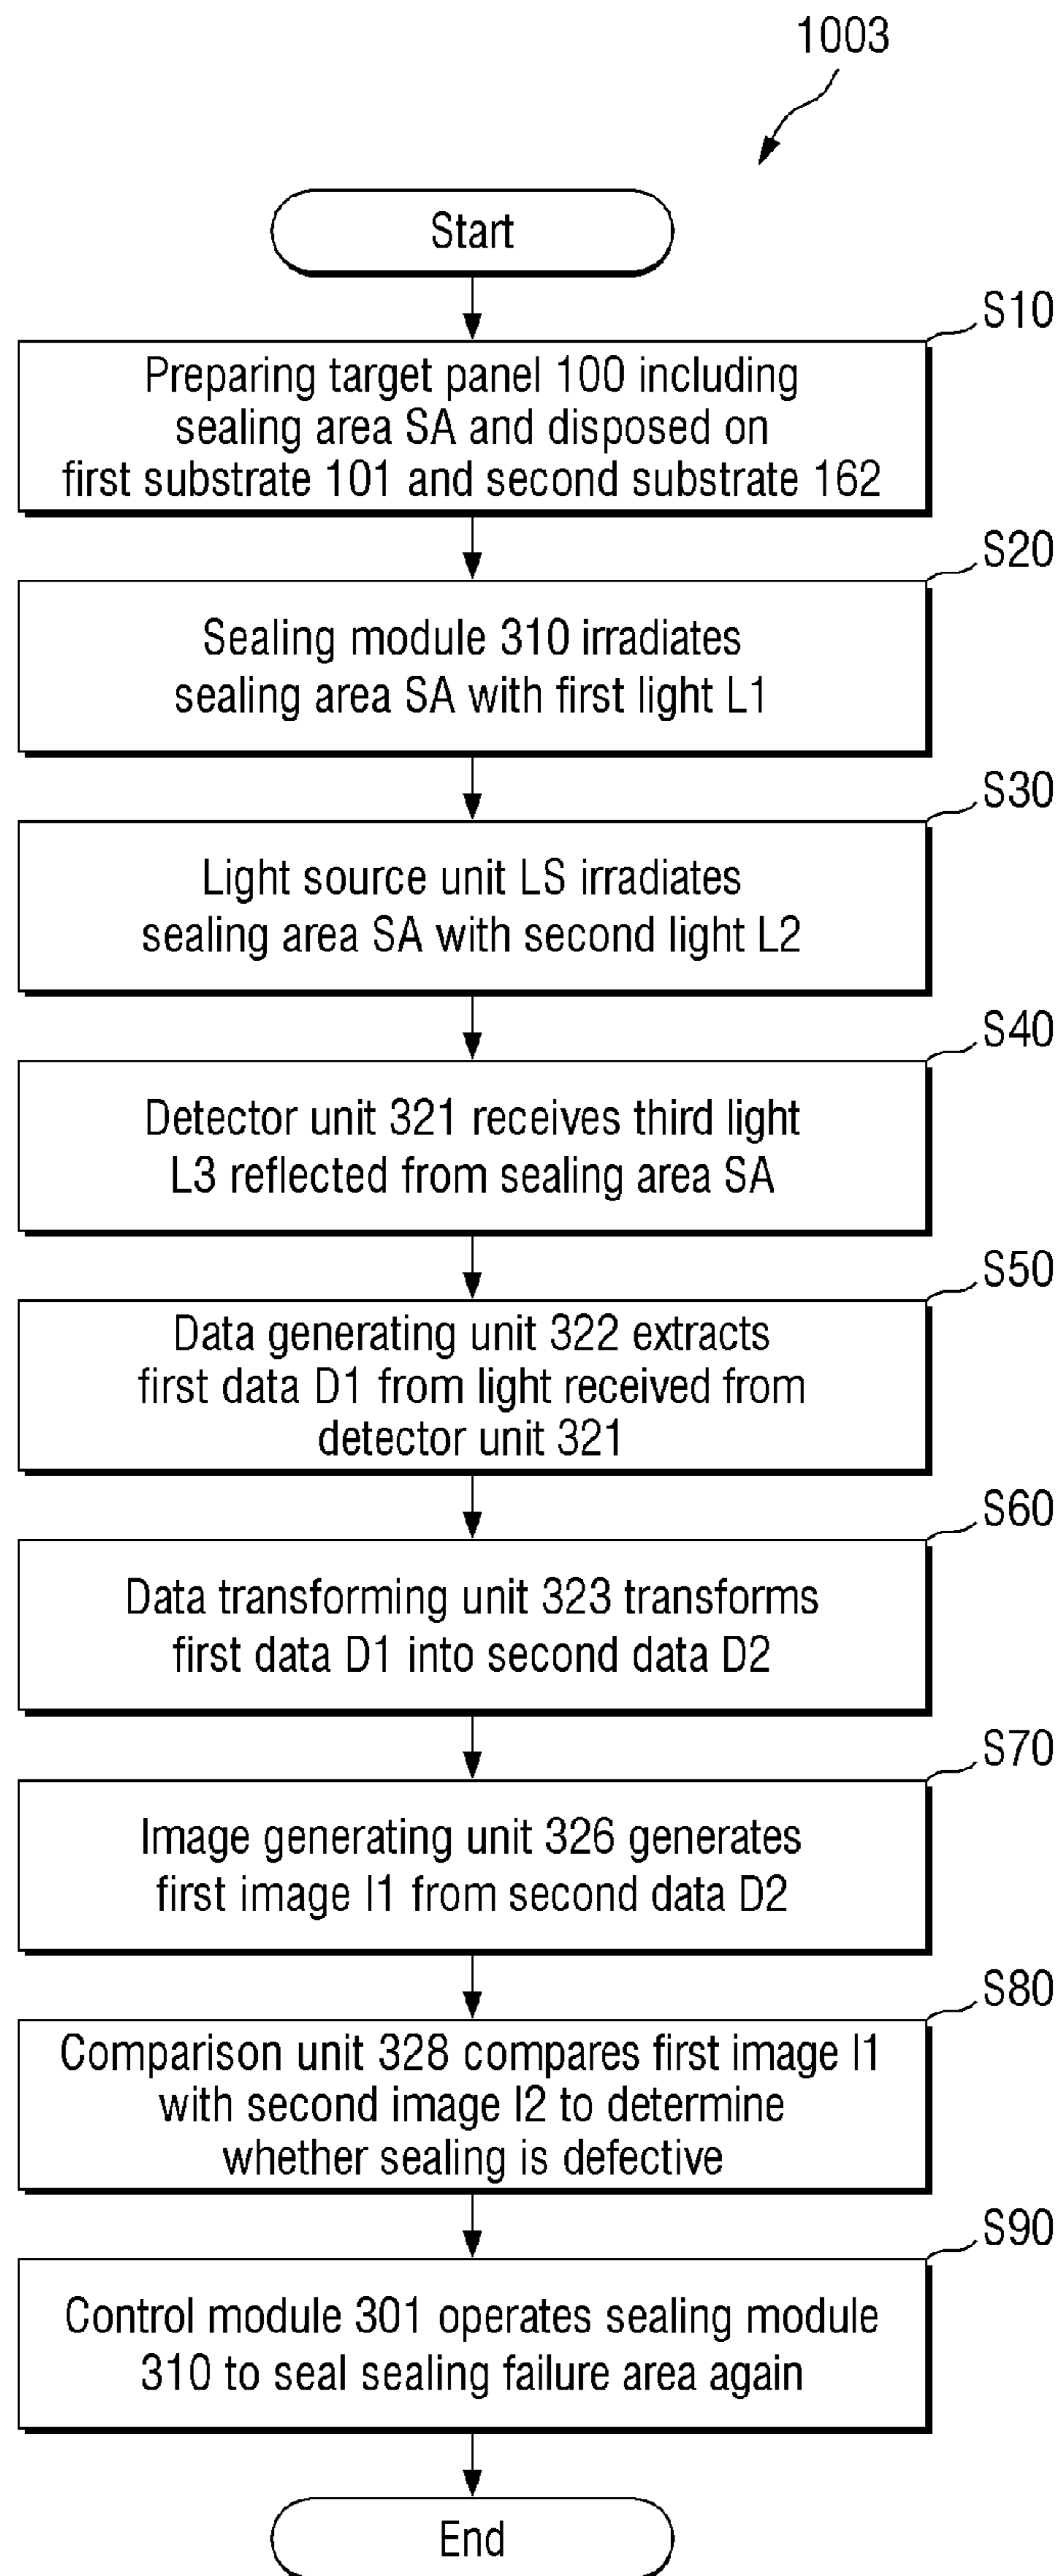 1003
Start
S10
Preparing target panel 100 including
sealing area SA and disposed on
first substrate 101 and second substrate 162
S20
Sealing module 310 irradiates
sealing area SA with first light L1
S30
Light source unit LS irradiates
sealing area SA with second light L2
S40
Detector unit 321 receives third light
L3 reflected from sealing area SA
S50
Data generating unit 322 extracts
first data D1 from light received from
detector unit 321
S60
Data transforming unit 323 transforms
first data D1 into second data D2
S70
Image generating unit 326 generates
first image I1 from second data D2
S80
Comparison unit 328 compares first image I1
with second image I2 to determine
whether sealing is defective
S90
Control module 301 operates sealing module
310 to seal sealing failure area again
End